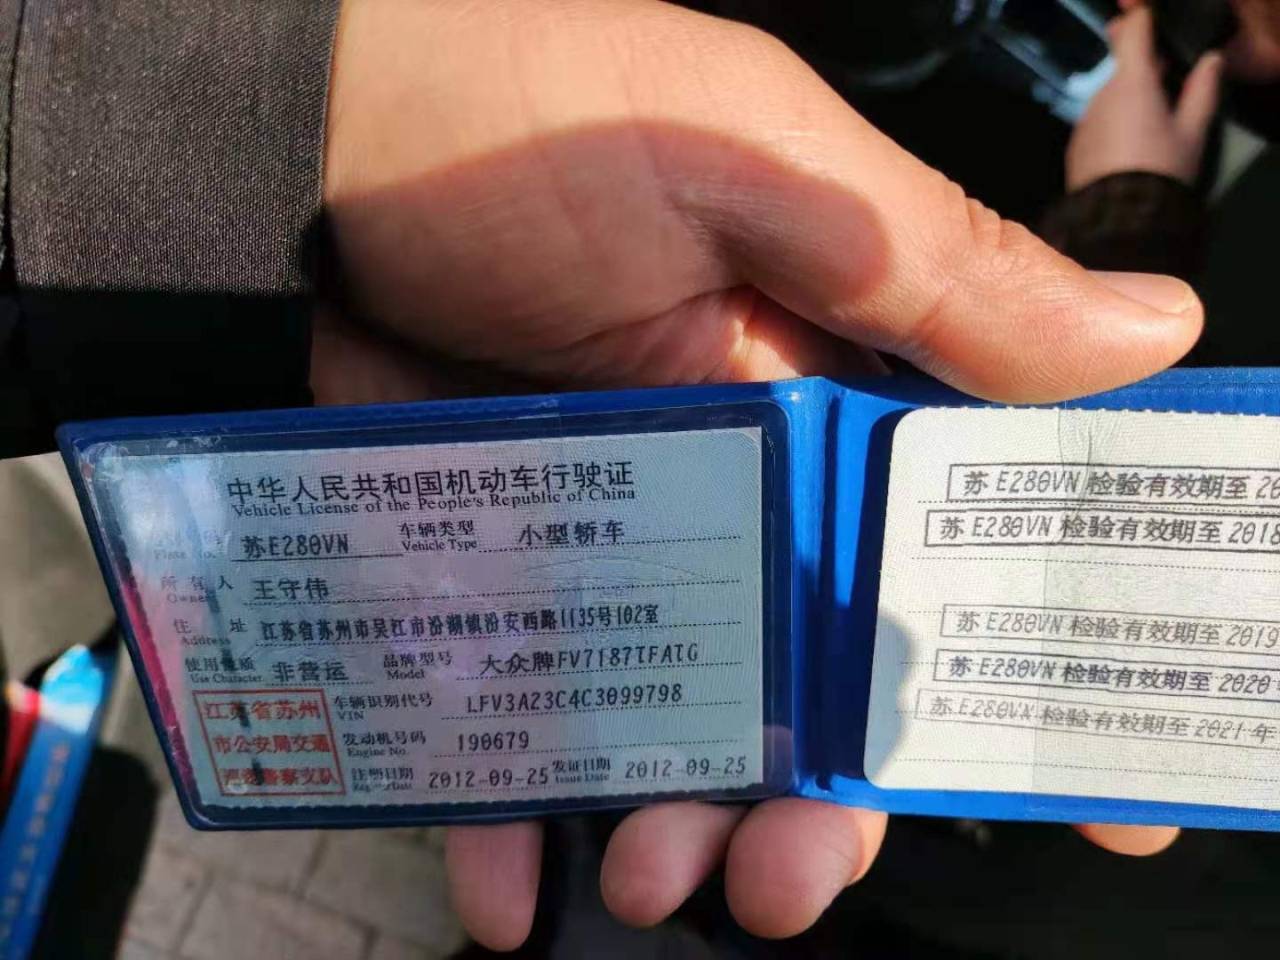 中华人民共和国机动车行驶证
Vehicle License of the People's Republic of China
苏E280VN 车辆类型 Vehicle Type 小型轿车
所有人 Owner 王守伟
住址 Address 江苏省苏州市吴江市汾湖镇汾安西路1135号102室
使用性质 Use Character 非营运 品牌型号 Model 大众牌FV7187TFATG
车辆识别代号 VIN LFV3A23C4C3099798
发动机号码 Engine No. 190679
注册日期 2012-09-25 发证日期 Issue Date 2012-09-25
江苏省苏州
市公安局交通
警察支队
苏E280VN 检验有效期至 20
苏E280VN 检验有效期至 2018
苏E280VN 检验有效期至 2019
苏E280VN 检验有效期至 2020
苏E280VN 检验有效期至 2021年